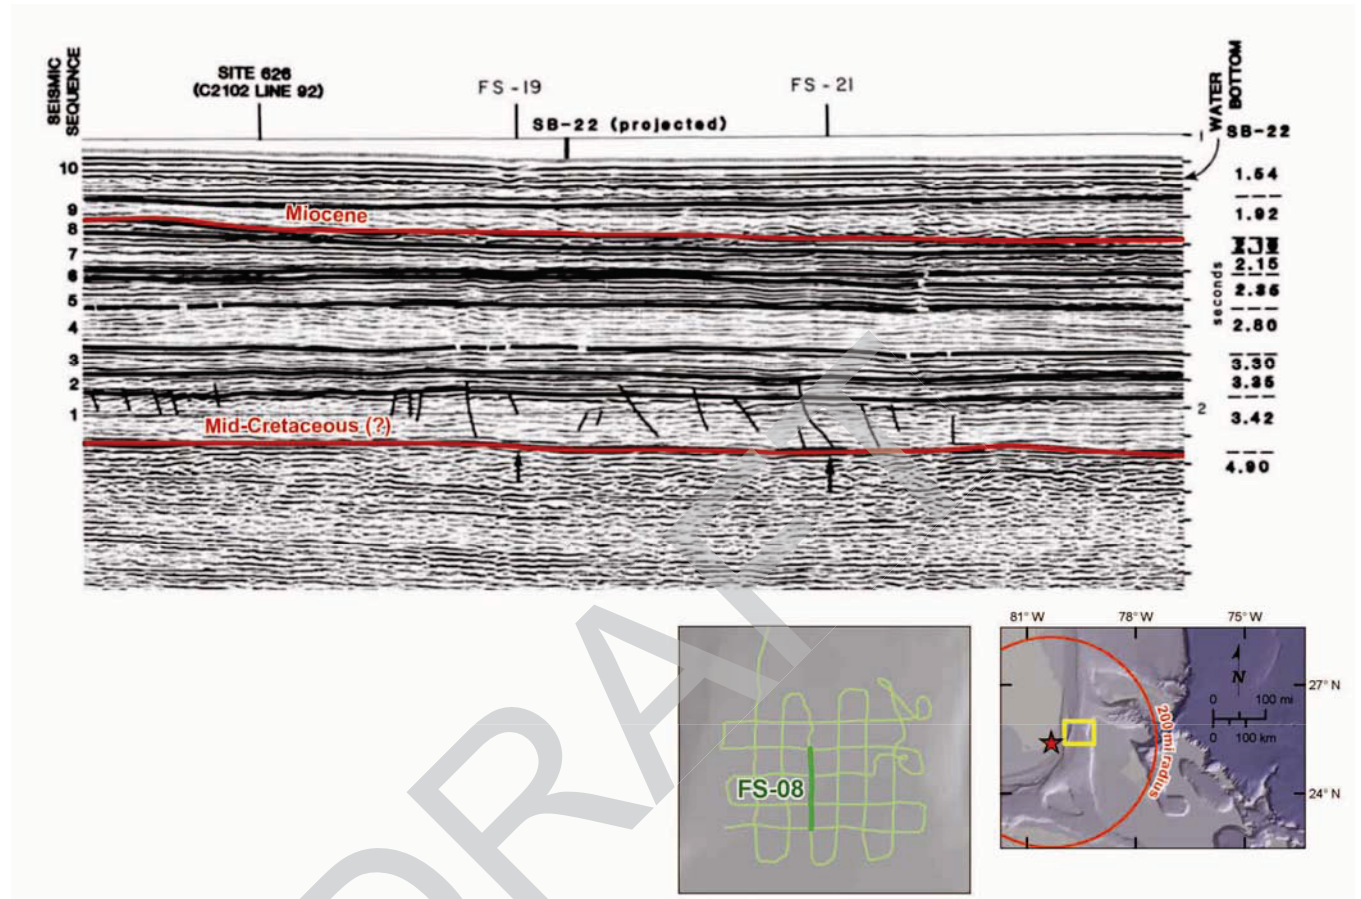 SEISMIC
SEQUENCE
SITE 626
(C2102 LINE 92)
FS-19
SB-22 (projected)
FS-21
WATER
BOTTOM
SB-22
10
9
8
7
6
5
4
3
2
1
Miocene
Mid-Cretaceous (?)
1
seconds
2
1.54
1.92
2.15
2.35
2.80
3.30
3.35
3.42
4.90
FS-08
81° W
78° W
75° W
27° N
24° N
N
0 100 mi
0 100 km
200 mi radius
DRAFT